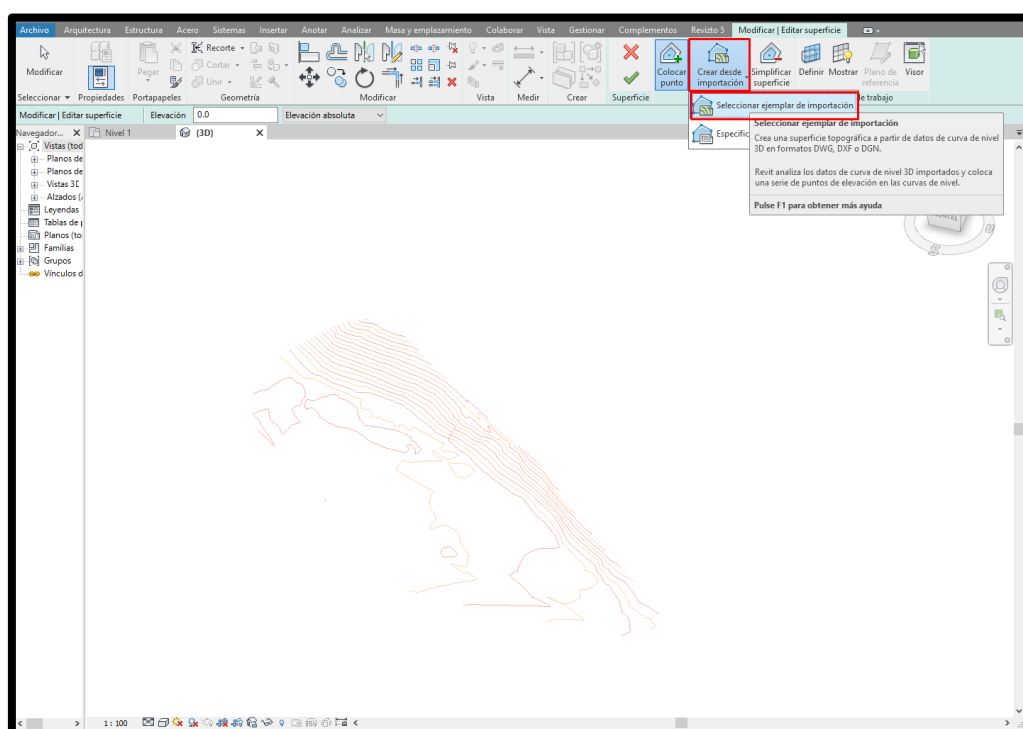 Archivo Arquitectura Estructura Acero Sistemas Insertar Anotar Analizar Masa y emplazamiento Colaborar Vista Gestionar Complementos Revizto 5 Modificar | Editar superficie
Modificar
Pegar
Recorte
Cortar
Unir
Colocar punto
Crear desde importación
Simplificar superficie
Definir
Mostrar
Plano de referencia
Visor
Seleccionar Propiedades Portapapeles Geometría Modificar Vista Medir Crear Superficie
e trabajo
Modificar | Editar superficie Elevación 0.0 Elevación absoluta
Seleccionar ejemplar de importación
Especific
Seleccionar ejemplar de importación
Crea una superficie topográfica a partir de datos de curva de nivel
3D en formatos DWG, DXF o DGN.
Revit analiza los datos de curva de nivel 3D importados y coloca
una serie de puntos de elevación en las curvas de nivel.
Pulse F1 para obtener más ayuda
Navegador... Nivel 1 {3D}
Vistas (tod
Planos de
Planos de
Vistas 3D
Alzados (
Leyendas
Tablas de p
Planos (to
Familias
Grupos
Vínculos d
S
1 : 100